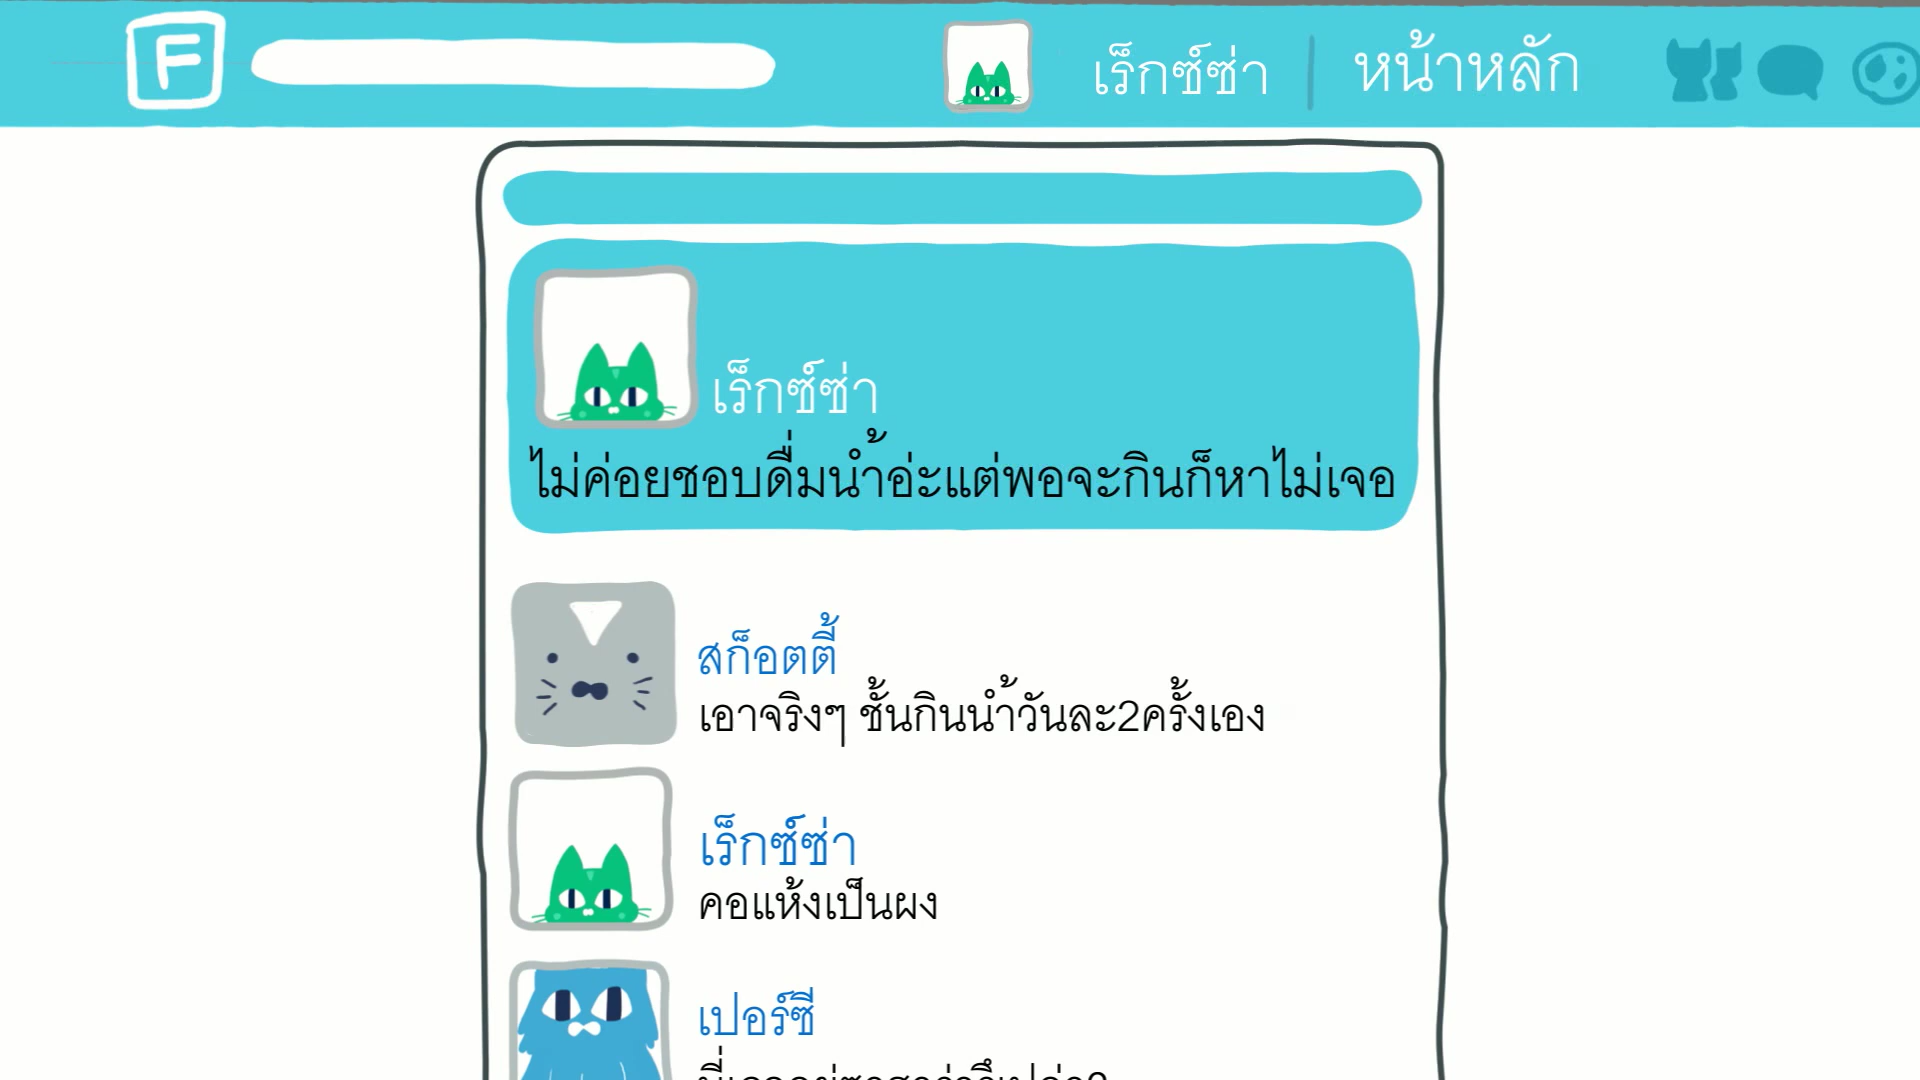 F
เร็กซ์ซ่า
หน้าหลัก
เร็กซ์ซ่า
ไม่ค่อยชอบดื่มน้ำอ่ะแต่พอจะกินก็หาไม่เจอ
สก็อตตี้
เอาจริงๆ ชั้นกินน้ำวันละ2ครั้งเอง
เร็กซ์ซ่า
คอแห้งเป็นผง
เปอร์ซี